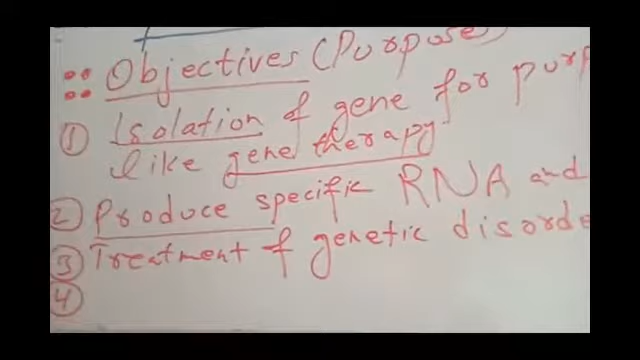 :: Objectives (Purpose)
① Isolation of gene for purp
like gene therapy
② Produce specific RNA and
③ Treatment of genetic disorde
④